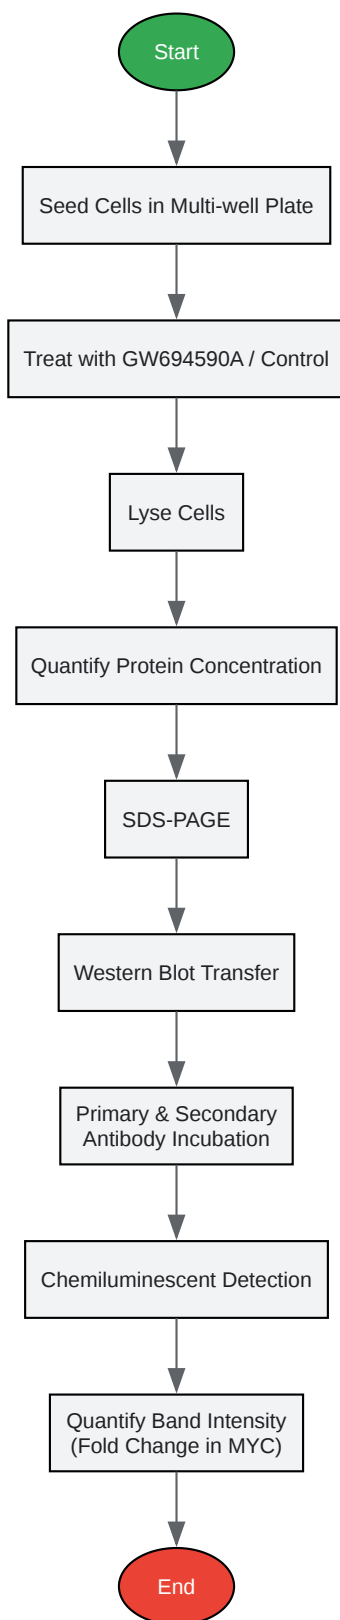 Start
Seed Cells in Multi-well Plate
Treat with GW694590A / Control
Lyse Cells
Quantify Protein Concentration
SDS-PAGE
Western Blot Transfer
Primary & Secondary
Antibody Incubation
Chemiluminescent Detection
Quantify Band Intensity
(Fold Change in MYC)
End